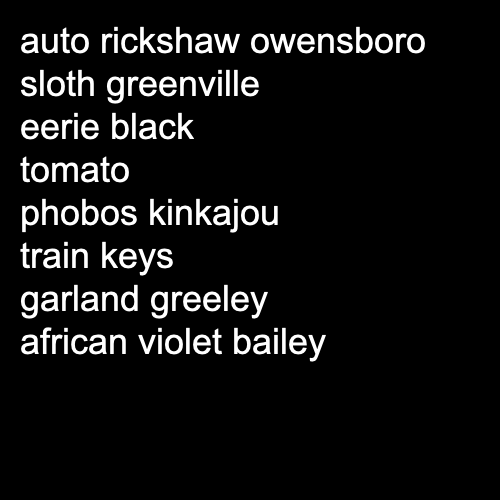 auto rickshaw owensboro
sloth greenville
eerie black
tomato
phobos kinkajou
train keys
garland greeley
african violet bailey